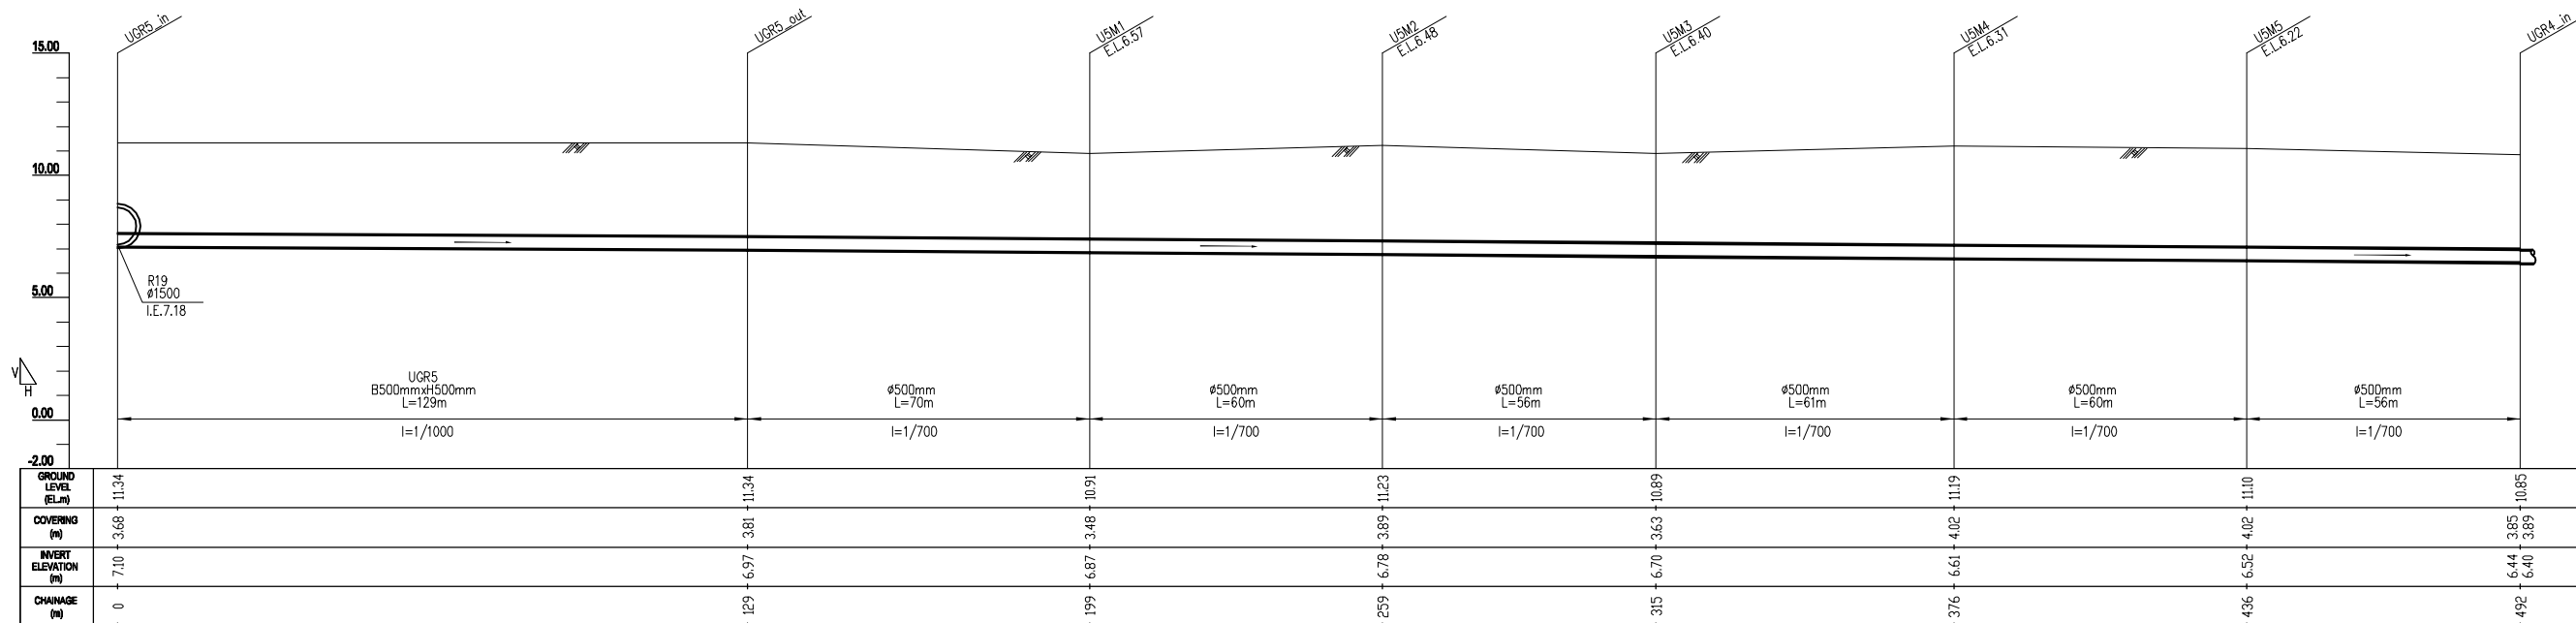 UGR5_in
UGR5_out
U5M1
E.L.6.57
U5M2
E.L.6.48
U5M3
E.L.6.40
U5M4
E.L.6.31
U5M5
E.L.6.22
UGR4_in
15.00
10.00
5.00
0.00
-2.00
V
H
R19
ø1500
I.E.7.18
UGR5
B500mmxH500mm
L=129m
I=1/1000
ø500mm
L=70m
I=1/700
ø500mm
L=60m
I=1/700
ø500mm
L=56m
I=1/700
ø500mm
L=61m
I=1/700
ø500mm
L=60m
I=1/700
ø500mm
L=56m
I=1/700
GROUND
LEVEL
(EL.m)
11.34 11.34 10.91 11.23 10.89 11.19 11.10 10.85
COVERING
(m)
3.68 3.81 3.48 3.89 3.63 4.02 4.02 3.85 3.89
INVERT
ELEVATION
(m)
7.10 6.97 6.87 6.78 6.70 6.61 6.52 6.44 6.40
CHAINAGE
(m)
0 129 199 259 315 376 436 492